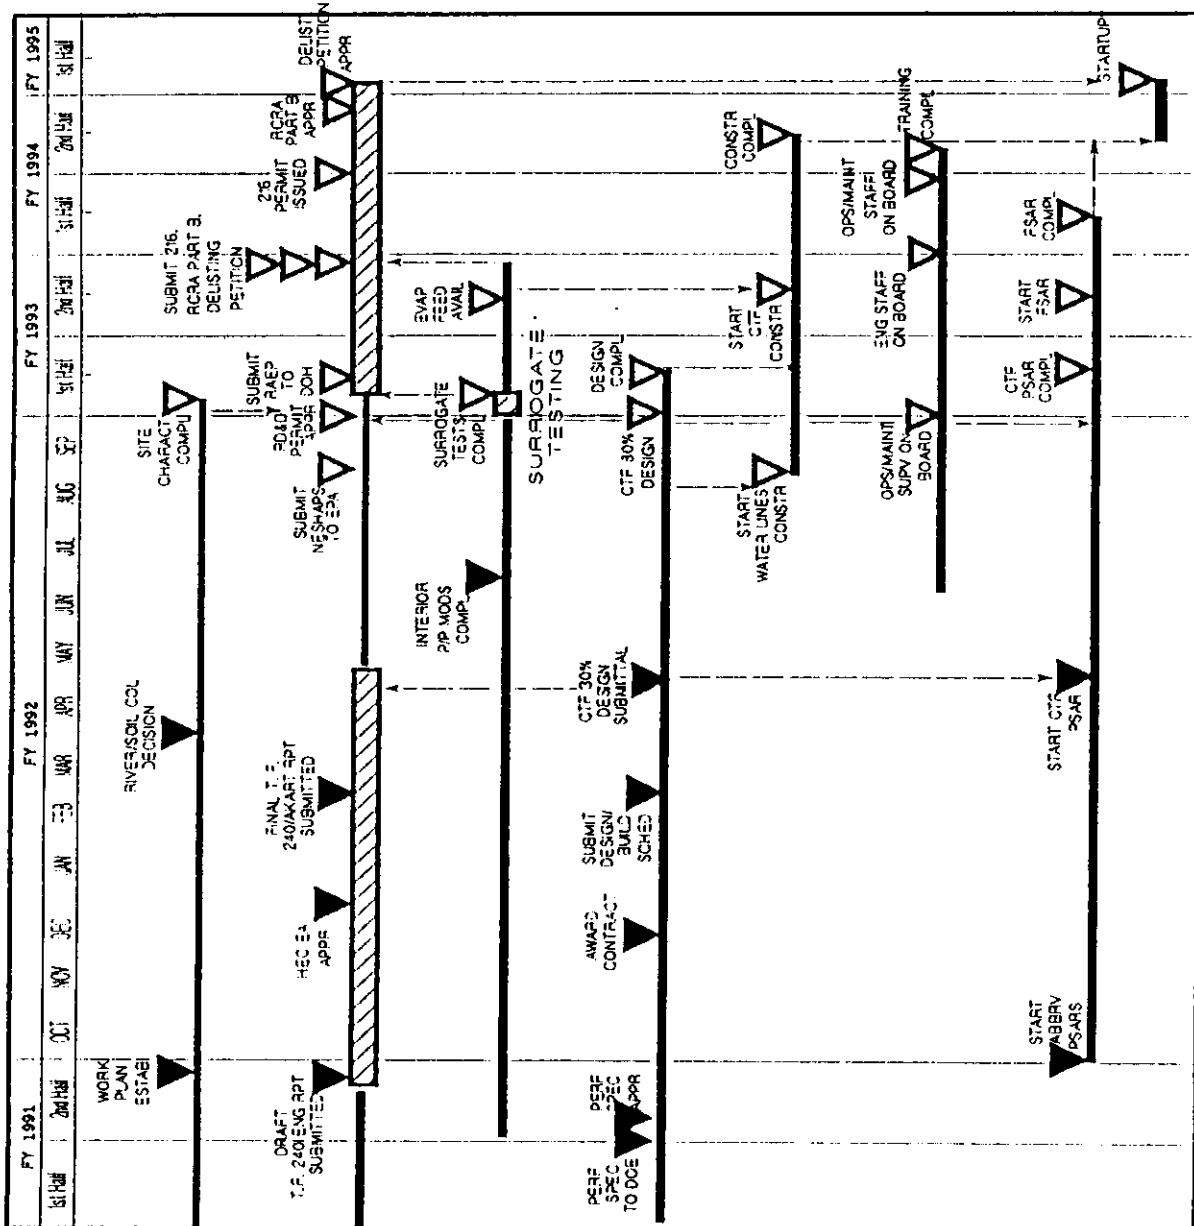 FY 1991
FY 1992
FY 1993
FY 1994
FY 1995
1st Half
2nd Half
OCT
NOV
DEC
JAN
FEB
MAR
APR
MAY
JUN
JUL
AUG
SEP
1st Half
2nd Half
1st Half
2nd Half
1st Half
WORK
PLAN
ESTABL
RIVER/SOIL COL
DECISION
SITE
CHARACT
COMPL
DRAFT
T.P. 240/ENG RPT
SUBMITTED
HEC EA
APPR
FINAL T. P.
240/AKART RPT
SUBMITTED
SUBMIT
NESHAPS
TO EPA
RD&D
PERMIT
APPR
SUBMIT
RAEP
TO
DOH
SUBMIT 216,
RCRA PART B,
DELISTING
PETITION
216
PERMIT
ISSUED
RCRA
PART B
APPR
DELIST
PETITION
APPR
INTERIOR
P/P MODS
COMPL
SURROGATE
TESTS
COMPL
EVAP
FEED
AVAIL
SURRIOGATE
TESTING
PERF
SPEC
TO DOE
PERF
SPEC
APPR
AWARD
CONTRACT
SUBMIT
DESIGN/
BUILD
SCHED
CTF 30%
DESIGN
SUBMITTAL
CTF 30%
DESIGN
DESIGN
COMPL
START
WATER LINES
CONSTR
START
CTF
CONSTR
CONSTR
COMPL
OPS/MAINT
SUPV ON
BOARD
ENG STAFF
ON BOARD
OPS/MAINT
STAFF
ON BOARD
TRAINING
COMPL
START
ABBRV
PSARS
START CTF
PSAR
CTF
PSAR
COMPL
START
FSAR
FSAR
COMPL
STARTUP